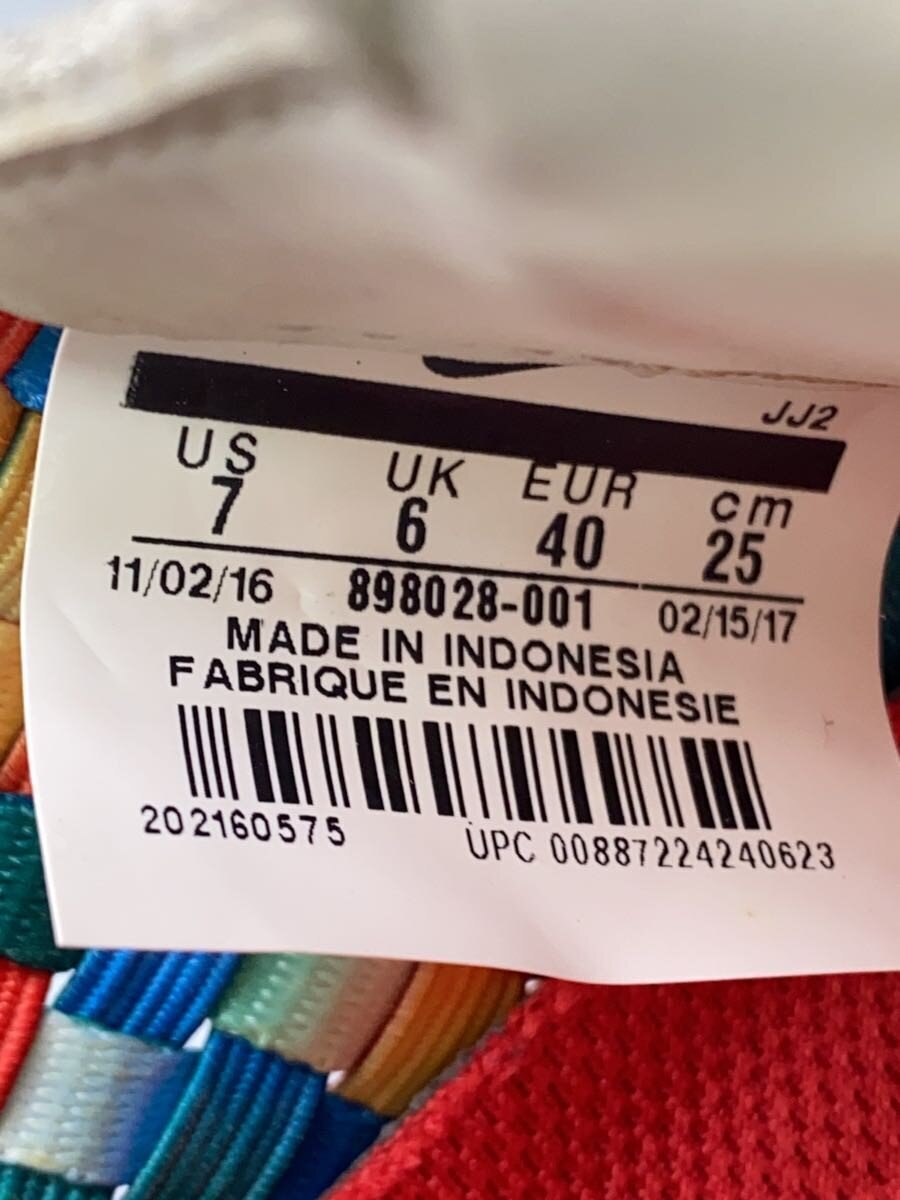 JJ2
US UK EUR cm
7 6 40 25
11/02/16 898028-001 02/15/17
MADE IN INDONESIA
FABRIQUE EN INDONESIE
202160575 UPC 00887224240623